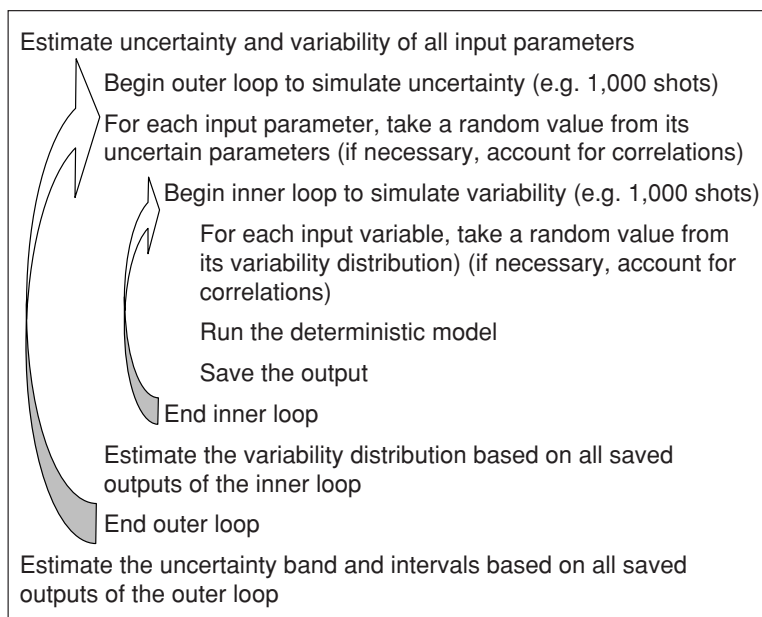 Estimate uncertainty and variability of all input parameters
Begin outer loop to simulate uncertainty (e.g. 1,000 shots)
For each input parameter, take a random value from its
uncertain parameters (if necessary, account for correlations)
Begin inner loop to simulate variability (e.g. 1,000 shots)
For each input variable, take a random value from
its variability distribution) (if necessary, account for
correlations)
Run the deterministic model
Save the output
End inner loop
Estimate the variability distribution based on all saved
outputs of the inner loop
End outer loop
Estimate the uncertainty band and intervals based on all saved
outputs of the outer loop